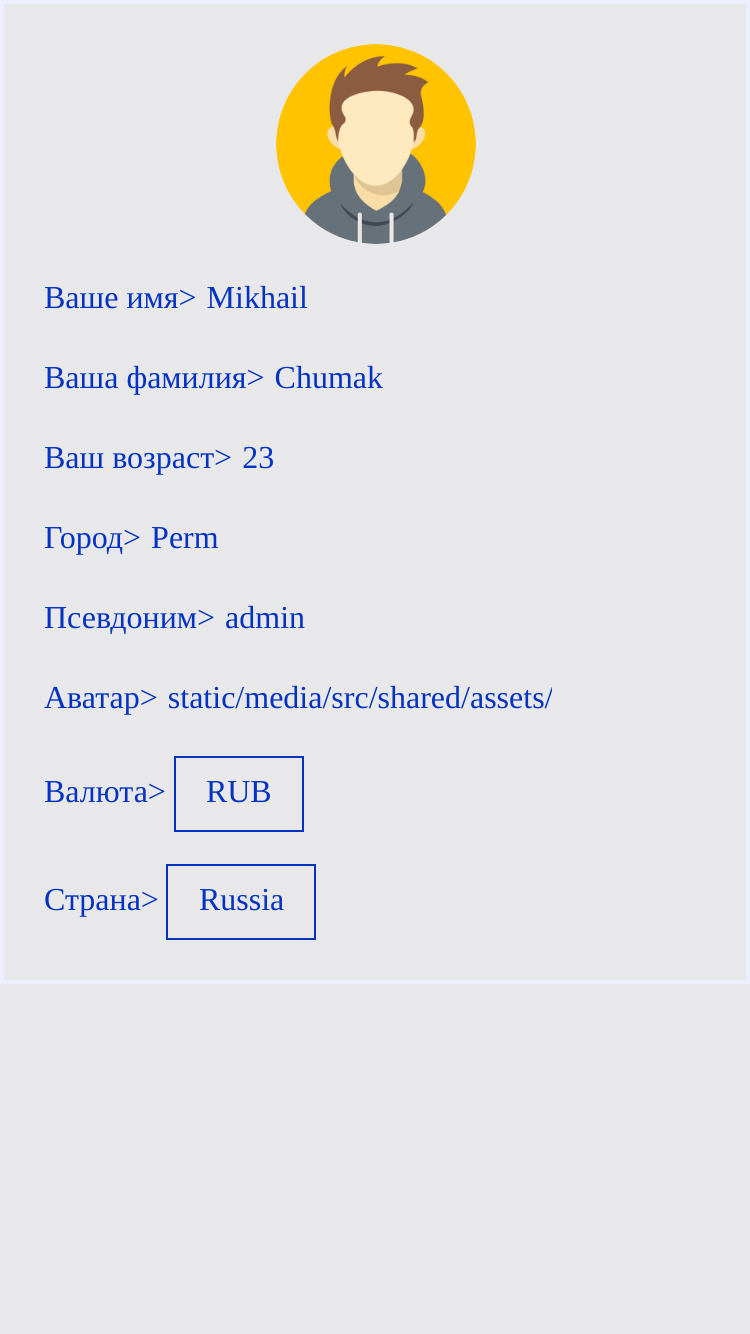 Ваше имя> Mikhail
Ваша фамилия> Chumak
Ваш возраст> 23
Город> Perm
Псевдоним> admin
Аватар> static/media/src/shared/assets/
Валюта> RUB
Страна> Russia